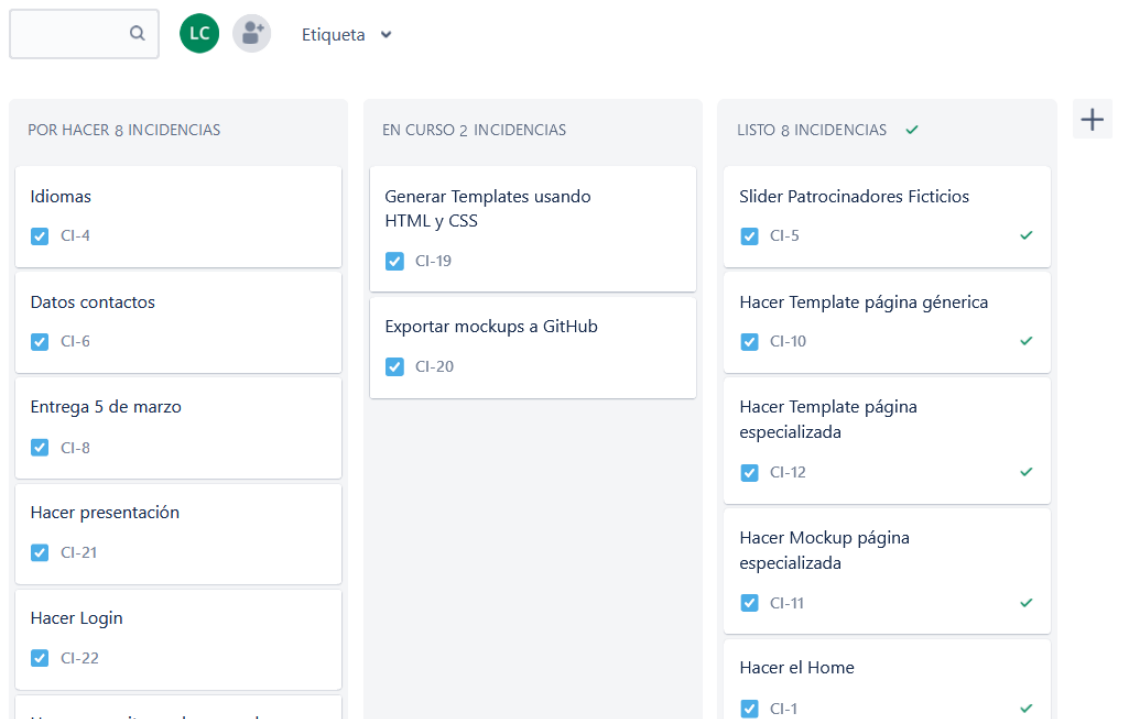 LC
Etiqueta
POR HACER 8 INCIDENCIAS
Idiomas
CI-4
Datos contactos
CI-6
Entrega 5 de marzo
CI-8
Hacer presentación
CI-21
Hacer Login
CI-22
EN CURSO 2 INCIDENCIAS
Generar Templates usando
HTML y CSS
CI-19
Exportar mockups a GitHub
CI-20
LISTO 8 INCIDENCIAS
Slider Patrocinadores Ficticios
CI-5
Hacer Template página génerica
CI-10
Hacer Template página
especializada
CI-12
Hacer Mockup página
especializada
CI-11
Hacer el Home
CI-1